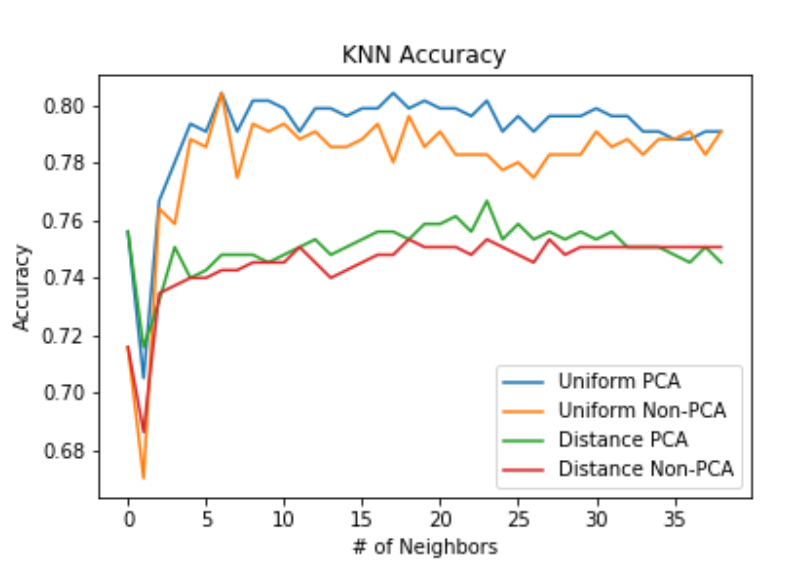 KNN Accuracy
0.80
0.78
0.76
0.74
0.72
0.70
0.68
Accuracy
Uniform PCA
Uniform Non-PCA
Distance PCA
Distance Non-PCA
0 5 10 15 20 25 30 35
# of Neighbors